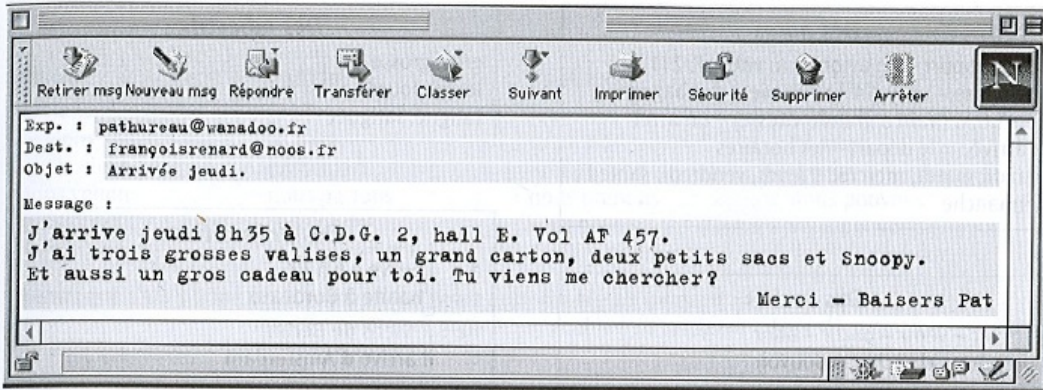 Retirer msg Nouveau msg Répondre Transférer Classer Suivant Imprimer Sécurité Supprimer Arrêter N
Exp. : pathureau@wanadoo.fr
Dest. : françoisrenard@noos.fr
Objet : Arrivée jeudi.
Message :
J'arrive jeudi 8h35 à C.D.G. 2, hall E. Vol AF 457.
J'ai trois grosses valises, un grand carton, deux petits sacs et Snoopy.
Et aussi un gros cadeau pour toi. Tu viens me chercher?
Merci - Baisers Pat